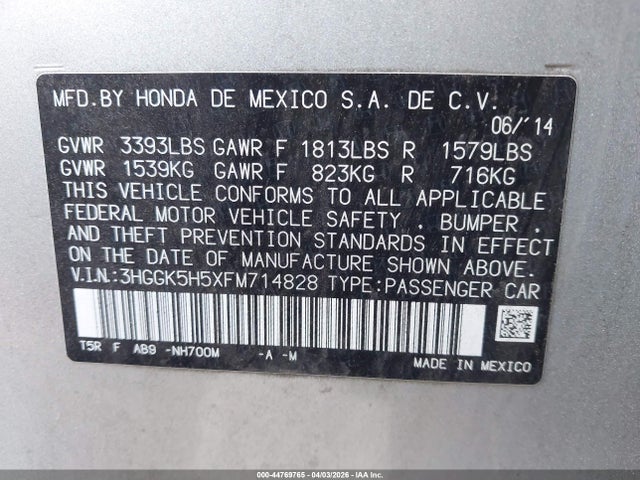 MFD.BY HONDA DE MEXICO S.A. DE C.V.
06/'14
GVWR 3393LBS GAWR F 1813LBS R 1579LBS
GVWR 1539KG GAWR F 823KG R 716KG
THIS VEHICLE CONFORMS TO ALL APPLICABLE
FEDERAL MOTOR VEHICLE SAFETY , BUMPER ,
AND THEFT PREVENTION STANDARDS IN EFFECT
ON THE DATE OF MANUFACTURE SHOWN ABOVE.
V.I.N.:3HGGK5H5XFM714828 TYPE:PASSENGER CAR
T5R F AB9 -NH700M -A -M
MADE IN MEXICO
000-44769765 - 04/03/2026 - IAA Inc.